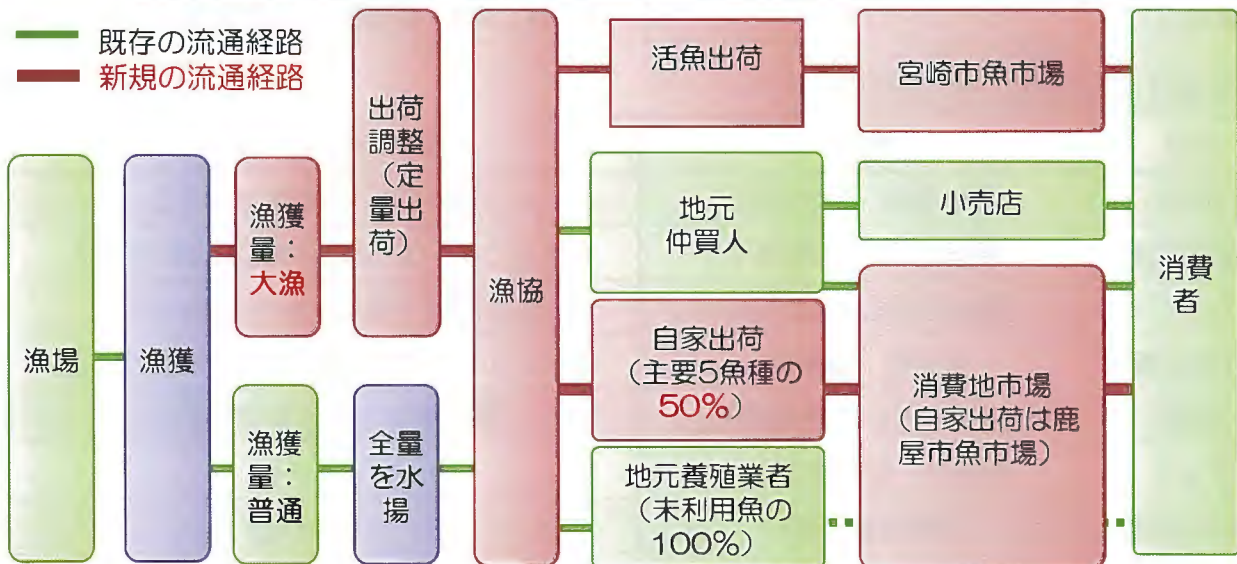 既存の流通経路
新規の流通経路
漁場
漁獲
漁獲
量：
大漁
出荷
調整
（定
量出
荷）
漁獲
量：
普通
全量
を水
揚
漁協
活魚出荷
地元
仲買人
自家出荷
（主要5魚種の
50%）
地元養殖業者
（未利用魚の
100%）
宮崎市魚市場
小売店
消費地市場
（自家出荷は鹿
屋市魚市場）
消費
者